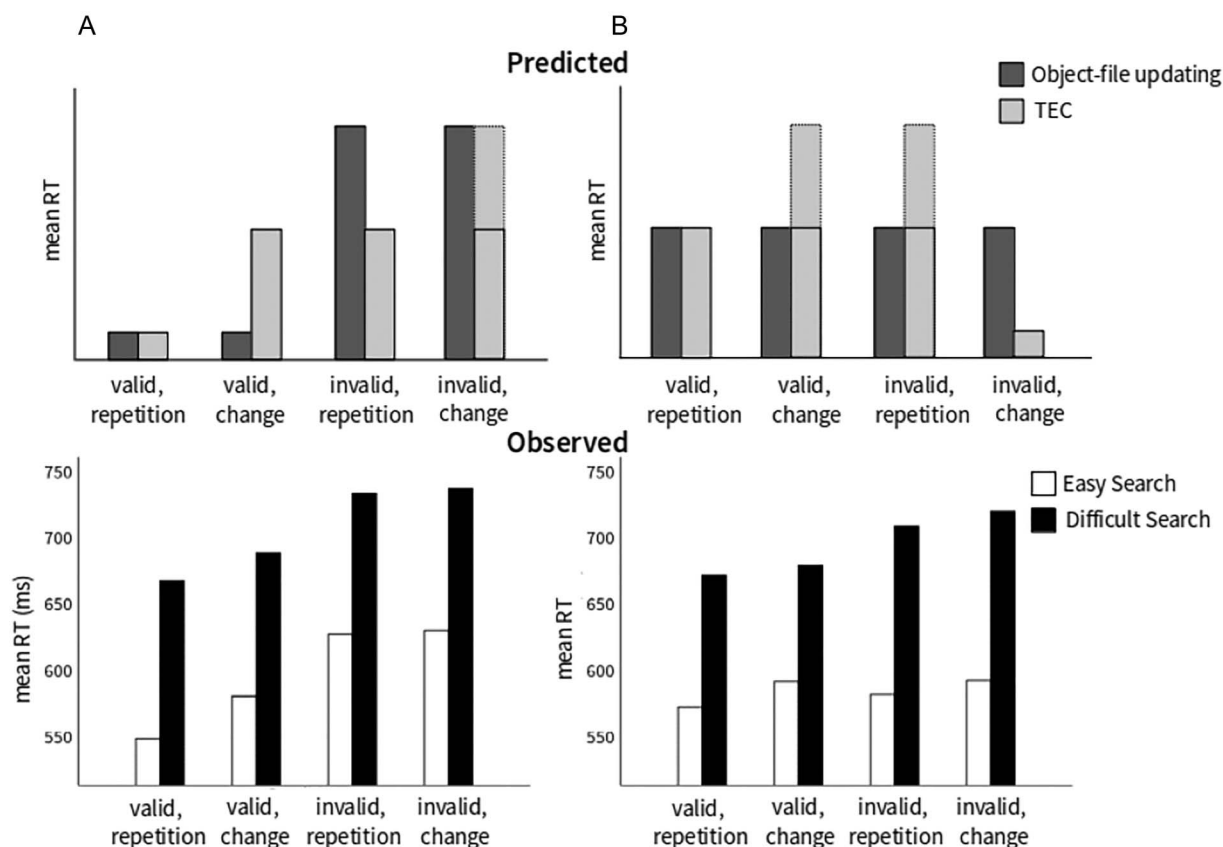 A
B
Predicted
Object-file updating
TEC
mean RT
mean RT
valid,
repetition
valid,
change
invalid,
repetition
invalid,
change
valid,
repetition
valid,
change
invalid,
repetition
invalid,
change
Observed
Easy Search
Difficult Search
mean RT (ms)
750
700
650
600
550
mean RT
750
700
650
600
550
valid,
repetition
valid,
change
invalid,
repetition
invalid,
change
valid,
repetition
valid,
change
invalid,
repetition
invalid,
change